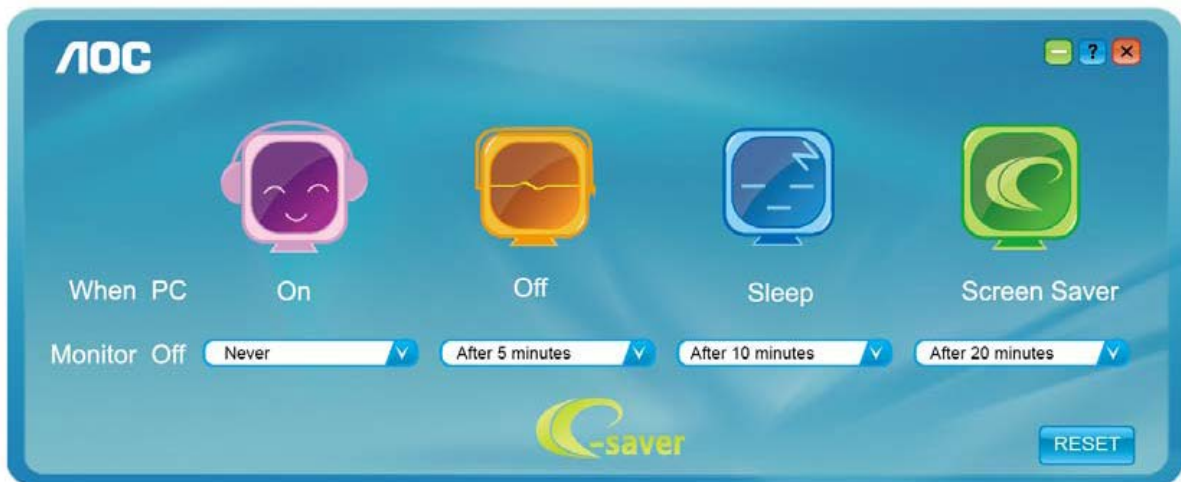 AOC
?
When PC On Off Sleep Screen Saver
Monitor Off Never After 5 minutes After 10 minutes After 20 minutes
e-saver
RESET